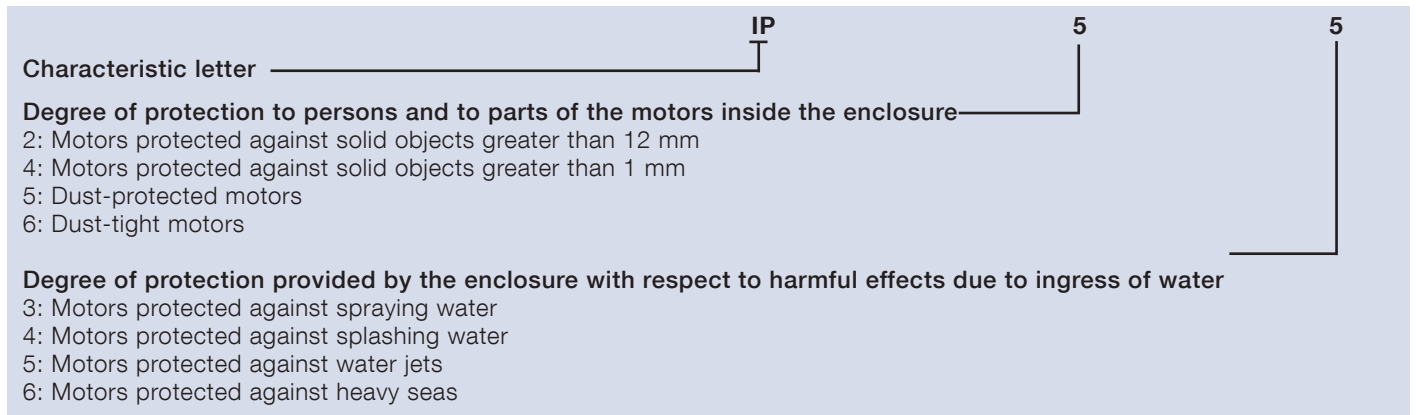 IP 5 5
Characteristic letter
Degree of protection to persons and to parts of the motors inside the enclosure
2: Motors protected against solid objects greater than 12 mm
4: Motors protected against solid objects greater than 1 mm
5: Dust-protected motors
6: Dust-tight motors
Degree of protection provided by the enclosure with respect to harmful effects due to ingress of water
3: Motors protected against spraying water
4: Motors protected against splashing water
5: Motors protected against water jets
6: Motors protected against heavy seas